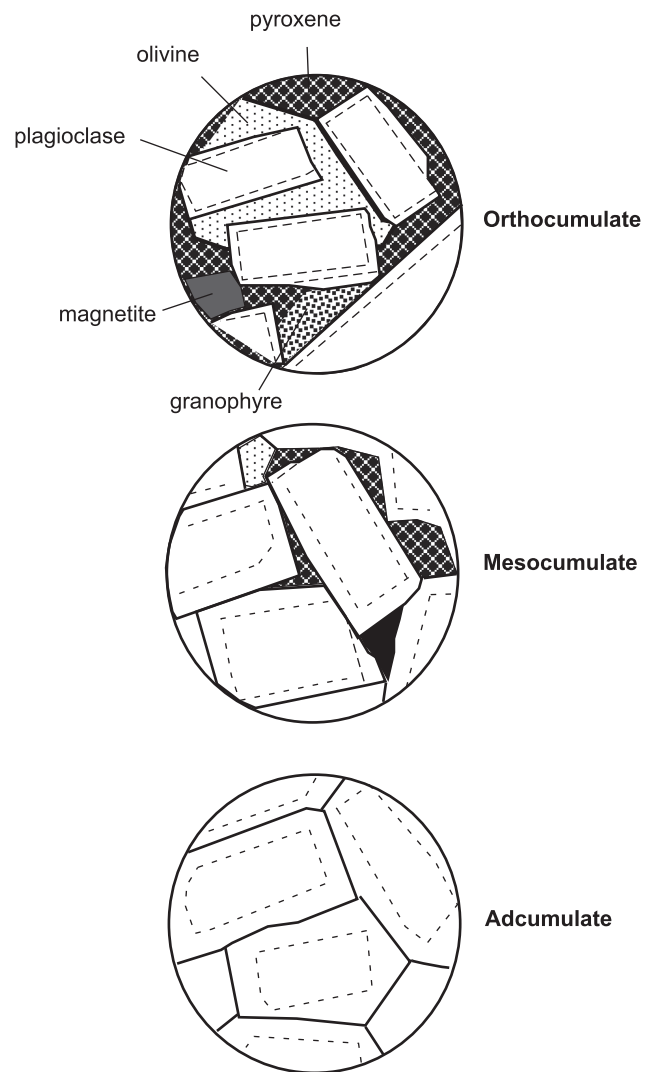 pyroxene
olivine
plagioclase
Orthocumulate
magnetite
granophyre
Mesocumulate
Adcumulate